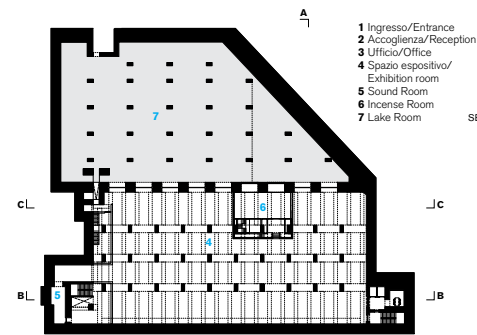 A
1 Ingresso/Entrance
2 Accoglienza/Reception
3 Ufficio/Office
4 Spazio espositivo/
Exhibition room
5 Sound Room
6 Incense Room
7 Lake Room
SE
7
C
6
C
4
B
5
B